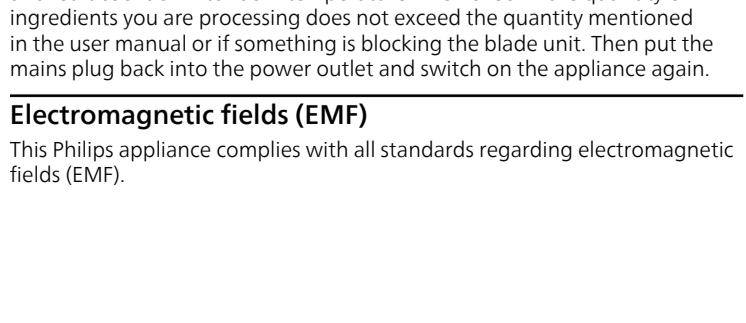 ingredients you are processing does not exceed the quantity mentioned
in the user manual or if something is blocking the blade unit. Then put the
mains plug back into the power outlet and switch on the appliance again.
Electromagnetic fields (EMF)
This Philips appliance complies with all standards regarding electromagnetic
fields (EMF).